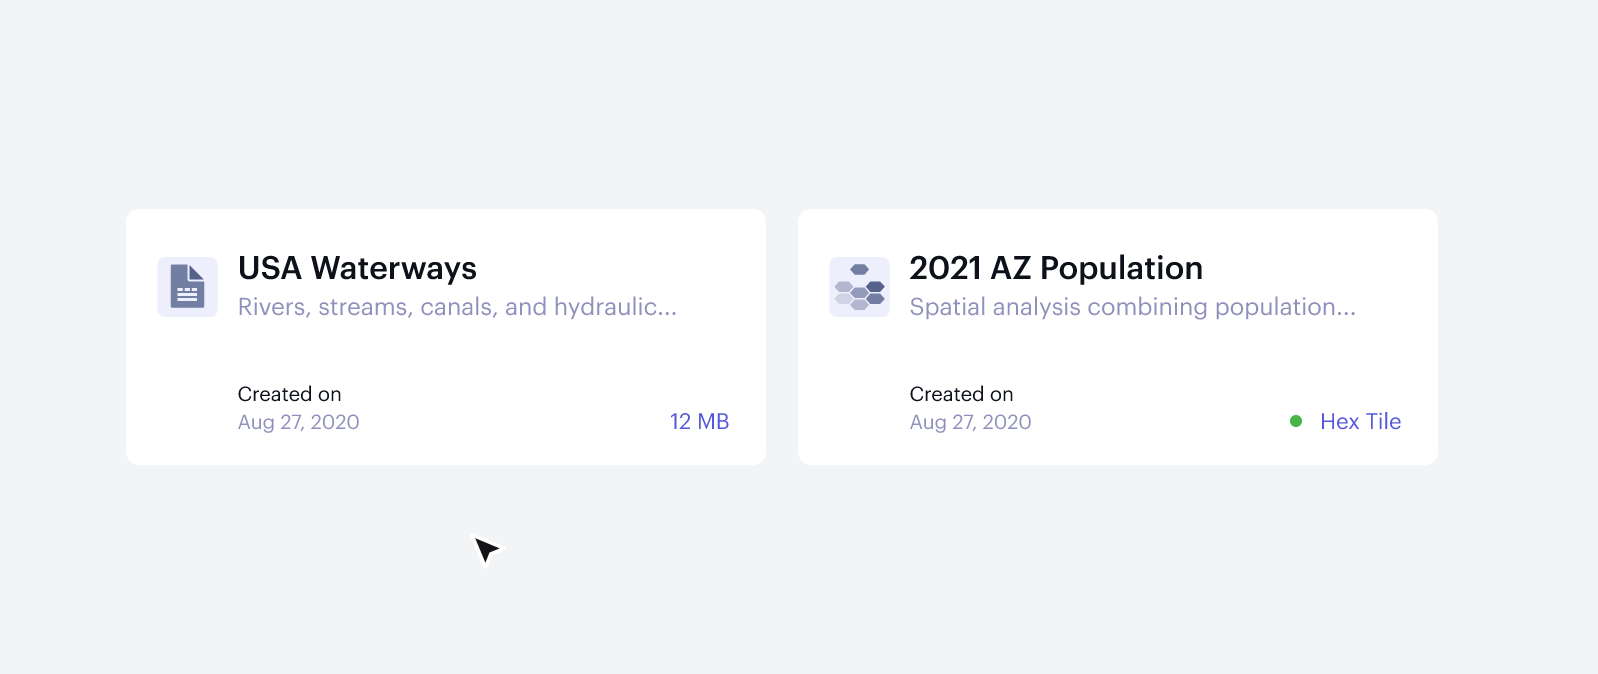 USA Waterways
Rivers, streams, canals, and hydraulic...
Created on
Aug 27, 2020
12 MB
2021 AZ Population
Spatial analysis combining population...
Created on
Aug 27, 2020
Hex Tile